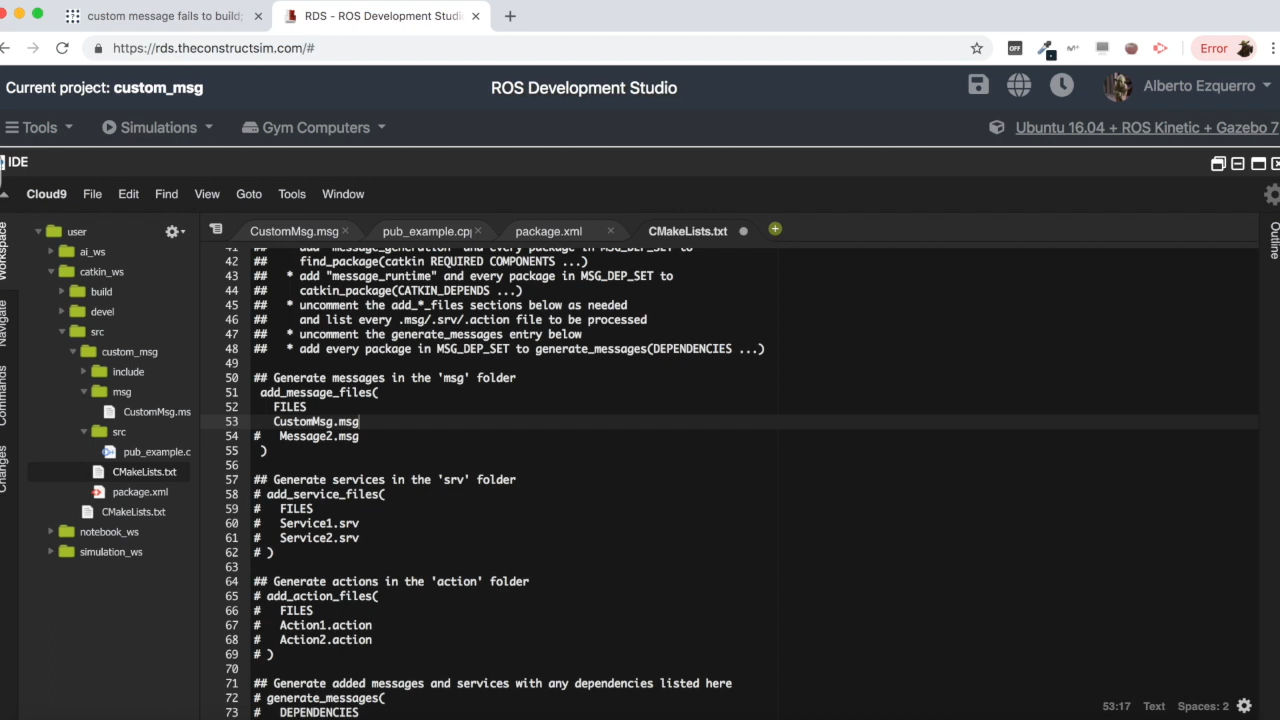 custom message fails to build;
RDS - ROS Development Studi
https://rds.theconstructsim.com/#
OFF
Error
Current project: custom_msg
ROS Development Studio
Alberto Ezquerro
Tools
Simulations
Gym Computers
Ubuntu 16.04 + ROS Kinetic + Gazebo 7
IDE
Cloud9
File
Edit
Find
View
Goto
Tools
Window
Workspace
Navigate
Commands
Changes
Outline
user
ai_ws
catkin_ws
build
devel
src
custom_msg
include
msg
CustomMsg.ms
src
pub_example.c
CMakeLists.txt
package.xml
CMakeLists.txt
notebook_ws
simulation_ws
CustomMsg.msg
pub_example.cpp
package.xml
CMakeLists.txt
41 ## add "message_generation" and every package in MSG_DEP_SET to
42 ## find_package(catkin REQUIRED COMPONENTS ...)
43 ## * add "message_runtime" and every package in MSG_DEP_SET to
44 ## catkin_package(CATKIN_DEPENDS ...)
45 ## * uncomment the add_*_files sections below as needed
46 ## and list every .msg/.srv/.action file to be processed
47 ## * uncomment the generate_messages entry below
48 ## * add every package in MSG_DEP_SET to generate_messages(DEPENDENCIES ...)
49
50 ## Generate messages in the 'msg' folder
51 add_message_files(
52 FILES
53 CustomMsg.msg
54 # Message2.msg
55 )
56
57 ## Generate services in the 'srv' folder
58 # add_service_files(
59 # FILES
60 # Service1.srv
61 # Service2.srv
62 # )
63
64 ## Generate actions in the 'action' folder
65 # add_action_files(
66 # FILES
67 # Action1.action
68 # Action2.action
69 # )
70
71 ## Generate added messages and services with any dependencies listed here
72 # generate_messages(
73 # DEPENDENCIES
53:17
Text
Spaces: 2